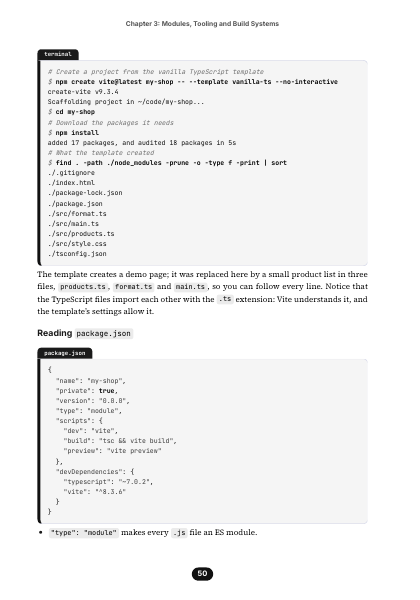 Chapter 3: Modules, Tooling and Build Systems
terminal
# Create a project from the vanilla TypeScript template
$ npm create vite@latest my-shop -- --template vanilla-ts --no-interactive
create-vite v9.3.4
Scaffolding project in ~/code/my-shop...
$ cd my-shop
# Download the packages it needs
$ npm install
added 17 packages, and audited 18 packages in 5s
# What the template created
$ find . -path ./node_modules -prune -o -type f -print | sort
./.gitignore
./index.html
./package-lock.json
./package.json
./src/format.ts
./src/main.ts
./src/products.ts
./src/style.css
./tsconfig.json
The template creates a demo page; it was replaced here by a small product list in three
files, products.ts, format.ts and main.ts, so you can follow every line. Notice that
the TypeScript files import each other with the .ts extension: Vite understands it, and
the template's settings allow it.
Reading package.json
package.json
{
  "name": "my-shop",
  "private": true,
  "version": "0.0.0",
  "type": "module",
  "scripts": {
    "dev": "vite",
    "build": "tsc && vite build",
    "preview": "vite preview"
  },
  "devDependencies": {
    "typescript": "~7.0.2",
    "vite": "^8.3.6"
  }
}
• "type": "module" makes every .js file an ES module.
50